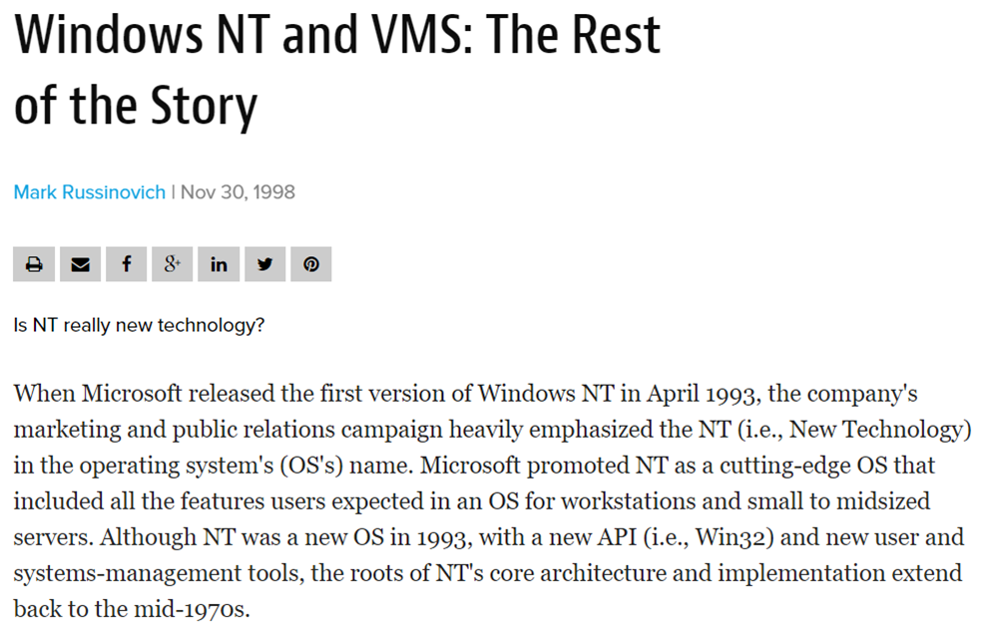 Windows NT and VMS: The Rest
of the Story
Mark Russinovich | Nov 30, 1998
f
8+
in
Is NT really new technology?
When Microsoft released the first version of Windows NT in April 1993, the company's
marketing and public relations campaign heavily emphasized the NT (i.e., New Technology)
in the operating system's (OS's) name. Microsoft promoted NT as a cutting-edge OS that
included all the features users expected in an OS for workstations and small to midsized
servers. Although NT was a new OS in 1993, with a new API (i.e., Win32) and new user and
systems-management tools, the roots of NT's core architecture and implementation extend
back to the mid-1970s.